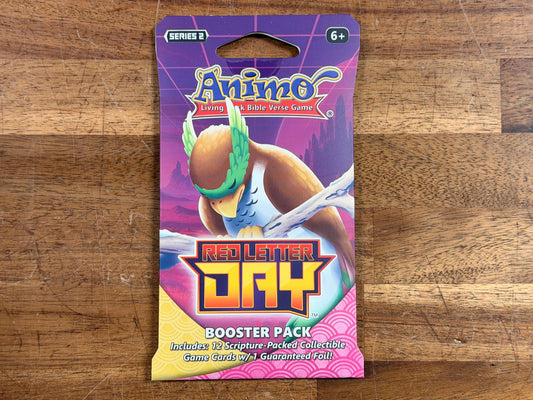 SERIES 2
6+
Animo
Living Bible Verse Game
®
RED LETTER
DAY
TM
BOOSTER PACK
Includes: 12 Scripture-Packed Collectible
Game Cards w/ 1 Guaranteed Foil!